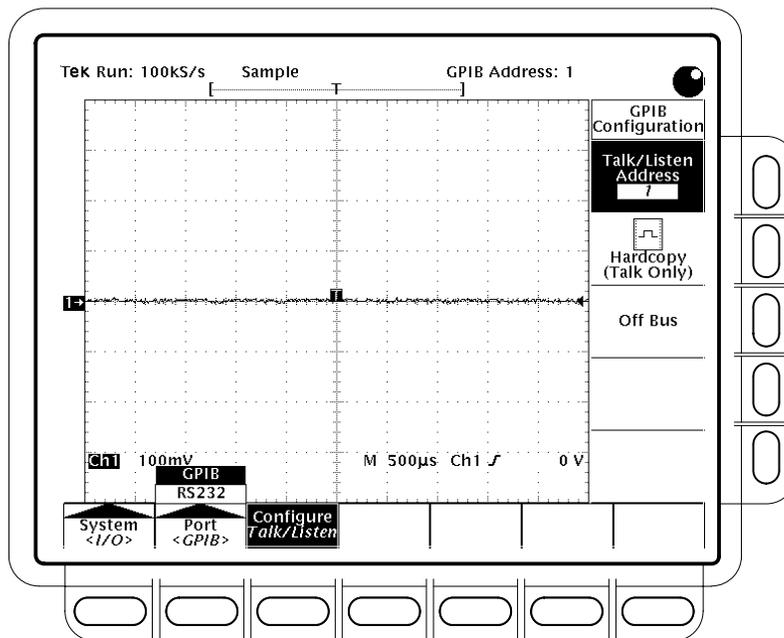 Tek Run: 100kS/s Sample GPIB Address: 1
[ T ]
GPIB
Configuration
Talk/Listen
Address
1
Hardcopy
(Talk Only)
Off Bus
T
1→
Ch1 100mV M 500µs Ch1 0 V
GPIB
RS232
System
<I/O>
Port
<GPIB>
Configure
Talk/Listen